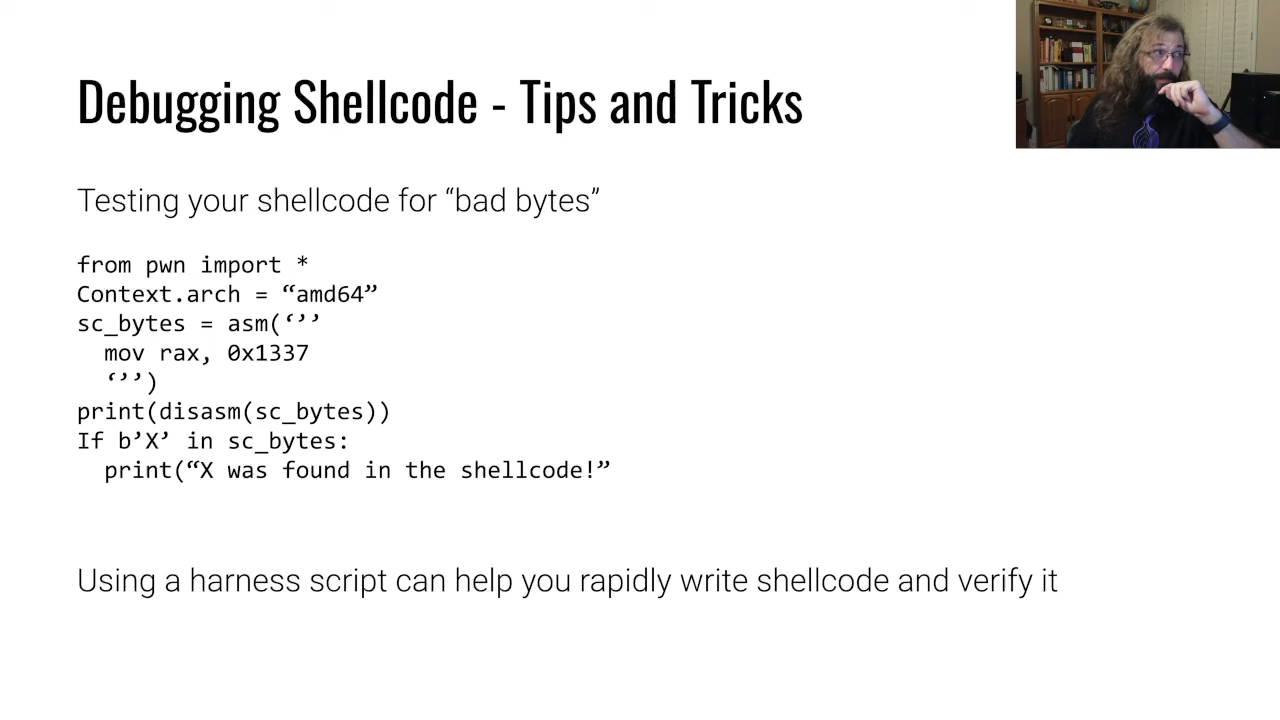 Debugging Shellcode - Tips and Tricks
Testing your shellcode for “bad bytes”
from pwn import *
Context.arch = “amd64”
sc_bytes = asm(‘’’
mov rax, 0x1337
‘’’)
print(disasm(sc_bytes))
If b’X’ in sc_bytes:
print(“X was found in the shellcode!”
Using a harness script can help you rapidly write shellcode and verify it